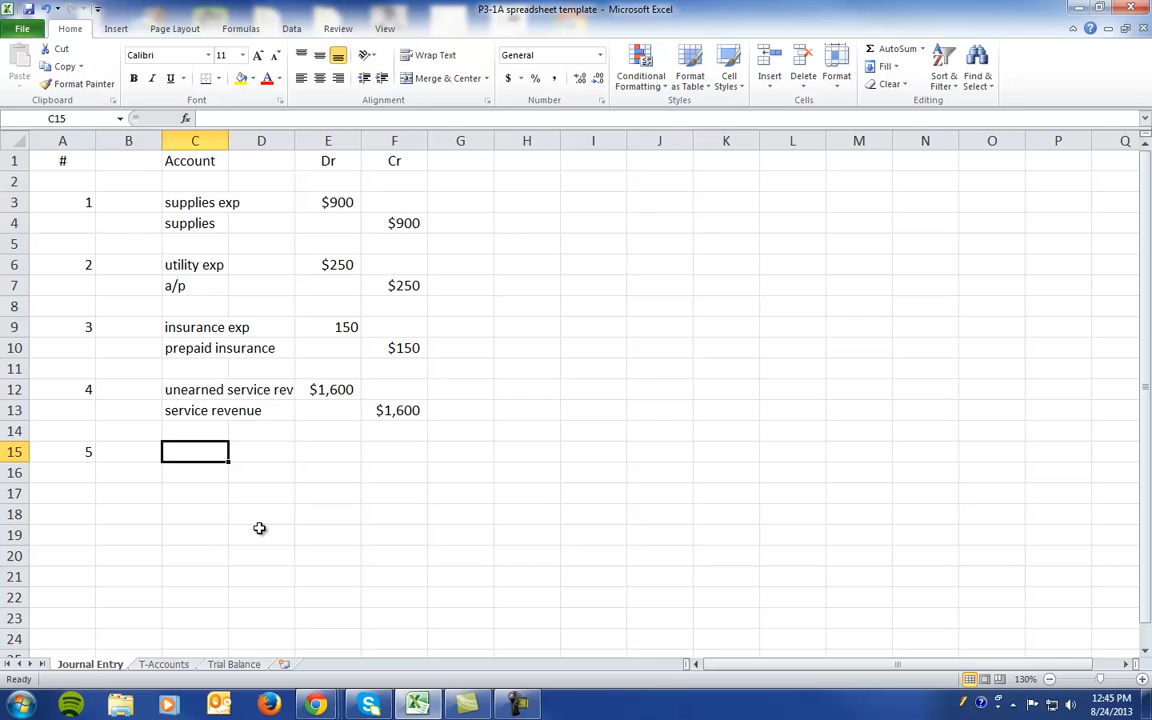 P3-1A spreadsheet template - Microsoft Excel
File Home Insert Page Layout Formulas Data Review View
Paste
Cut
Copy
Format Painter
Clipboard
Calibri 11
B I U
Font
Wrap Text
Merge & Center
Alignment
General
$ % ,
Number
Conditional Formatting
Format as Table
Cell Styles
Styles
Insert Delete Format
Cells
AutoSum
Fill
Clear
Sort & Filter
Find & Select
Editing
C15 fx
A B C D E F G H I J K L M N O P Q
1 # Account Dr Cr
2
3 1 supplies exp $900
4 supplies $900
5
6 2 utility exp $250
7 a/p $250
8
9 3 insurance exp 150
10 prepaid insurance $150
11
12 4 unearned service rev $1,600
13 service revenue $1,600
14
15 5
16
17
18
19
20
21
22
23
24
Journal Entry T-Accounts Trial Balance
Ready 130%
12:45 PM
8/24/2013